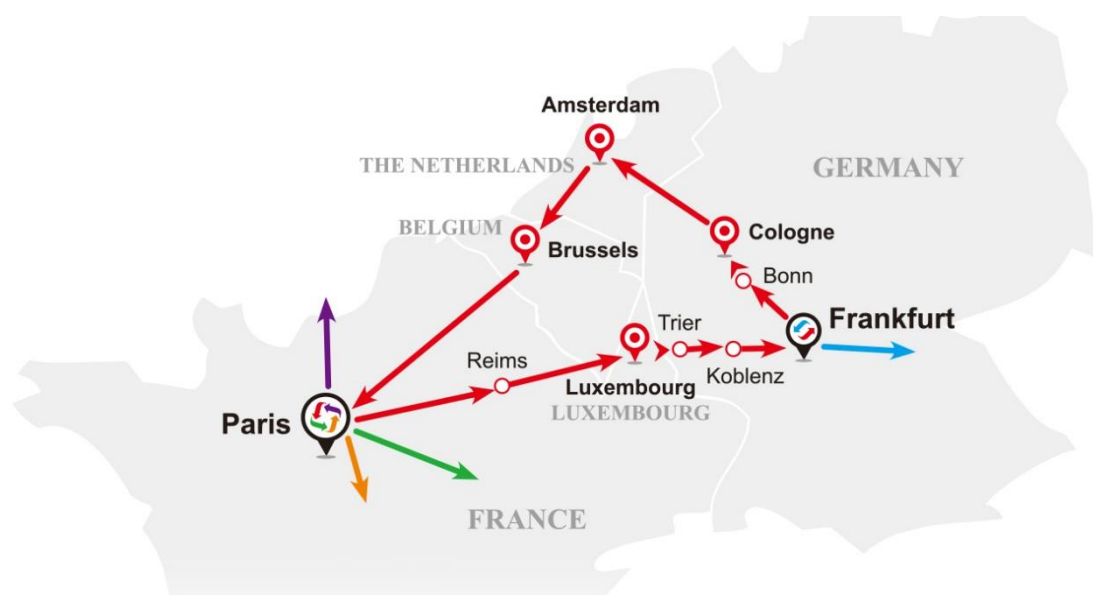 Amsterdam
THE NETHERLANDS
GERMANY
BELGIUM
Brussels
Cologne
Bonn
Frankfurt
Trier
Reims
Koblenz
Luxembourg
LUXEMBOURG
Paris
FRANCE